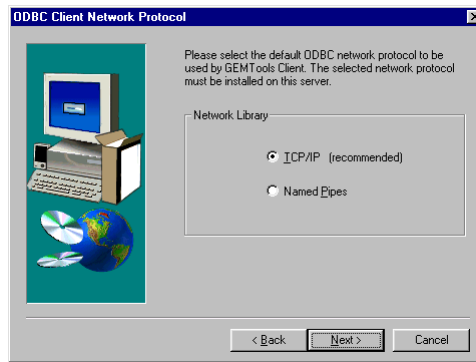 ODBC Client Network Protocol
Please select the default ODBC network protocol to be
used by GEMTools Client. The selected network protocol
must be installed on this server.
Network Library
TCP/IP (recommended)
Named Pipes
< Back
Next >
Cancel